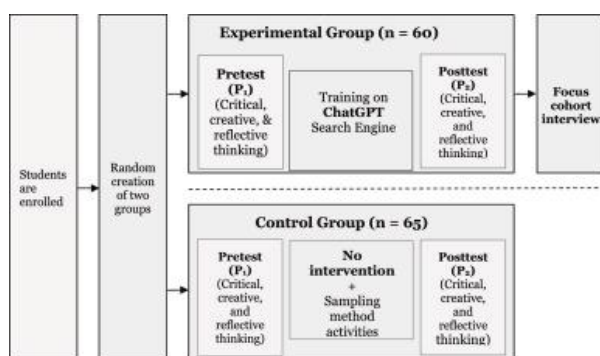 Students
are
enrolled
Random
creation
of two
groups
Experimental Group (n = 60)
Pretest
(P₁)
(Critical,
creative, &
reflective
thinking)
Training on
ChatGPT
Search Engine
Posttest
(P₂)
(Critical,
creative,
and
reflective
thinking)
Focus
cohort
interview
Control Group (n = 65)
Pretest
(P₁)
(Critical,
creative,
and
reflective
thinking)
No
intervention
+
Sampling
method
activities
Posttest
(P₂)
(Critical,
creative,
and
reflective
thinking)